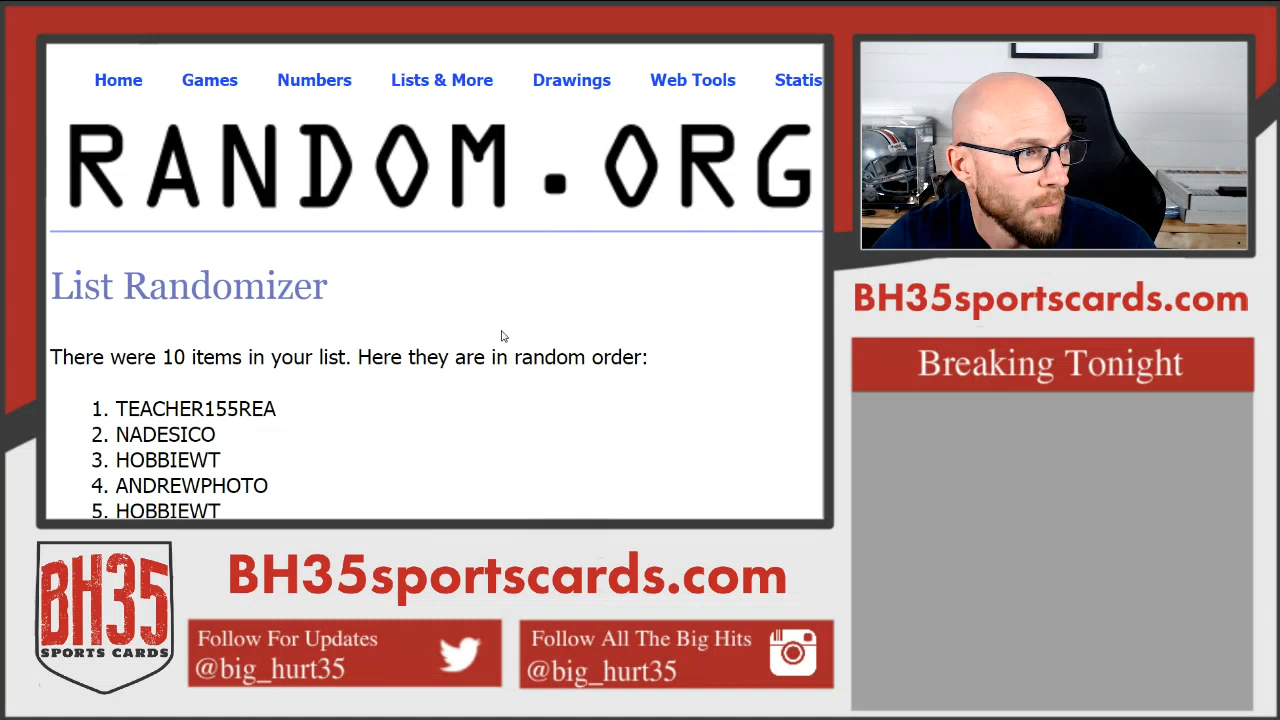 Home Games Numbers Lists & More Drawings Web Tools Statis
RANDOM.ORG
List Randomizer
There were 10 items in your list. Here they are in random order:
1. TEACHER155REA
2. NADESICO
3. HOBBIEWT
4. ANDREWPHOTO
5. HOBBIEWT
BH35sportscards.com
Breaking Tonight
BH35
SPORTS CARDS
BH35sportscards.com
Follow For Updates
@big_hurt35
Follow All The Big Hits
@big_hurt35